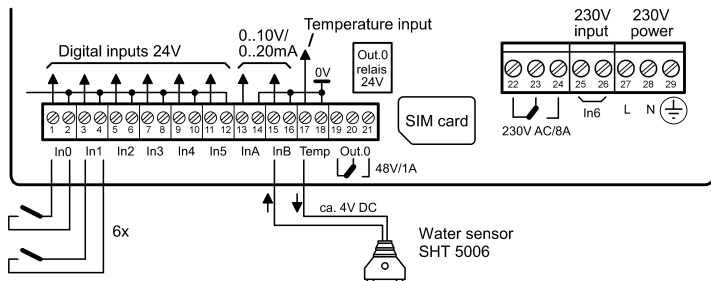 Digital inputs 24V
0..10V/
0..20mA
Temperature input
0V
Out.0
relais
24V
SIM card
1 2 3 4 5 6 7 8 9 10 11 12 13 14 15 16 17 18 19 20 21
In0 In1 In2 In3 In4 In5 InA InB Temp Out.0
48V/1A
230V
input
230V
power
22 23 24 25 26 27 28 29
230V AC/8A
In6
L N
6x
ca. 4V DC
Water sensor
SHT 5006